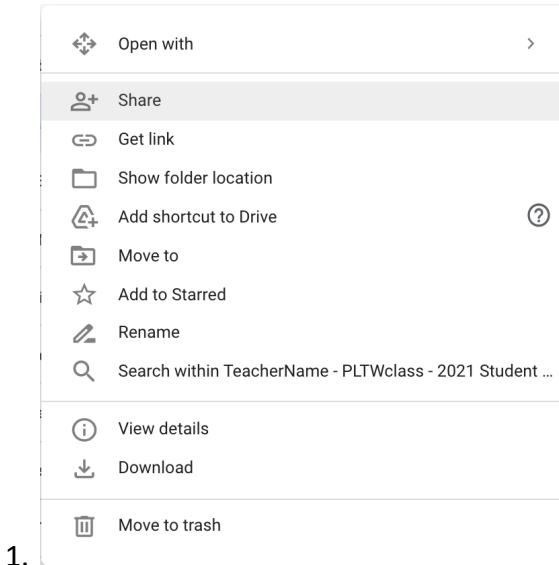 Open with
Share
Get link
Show folder location
Add shortcut to Drive
Move to
Add to Starred
Rename
Search within TeacherName - PLTWclass - 2021 Student ...
View details
Download
Move to trash
1.